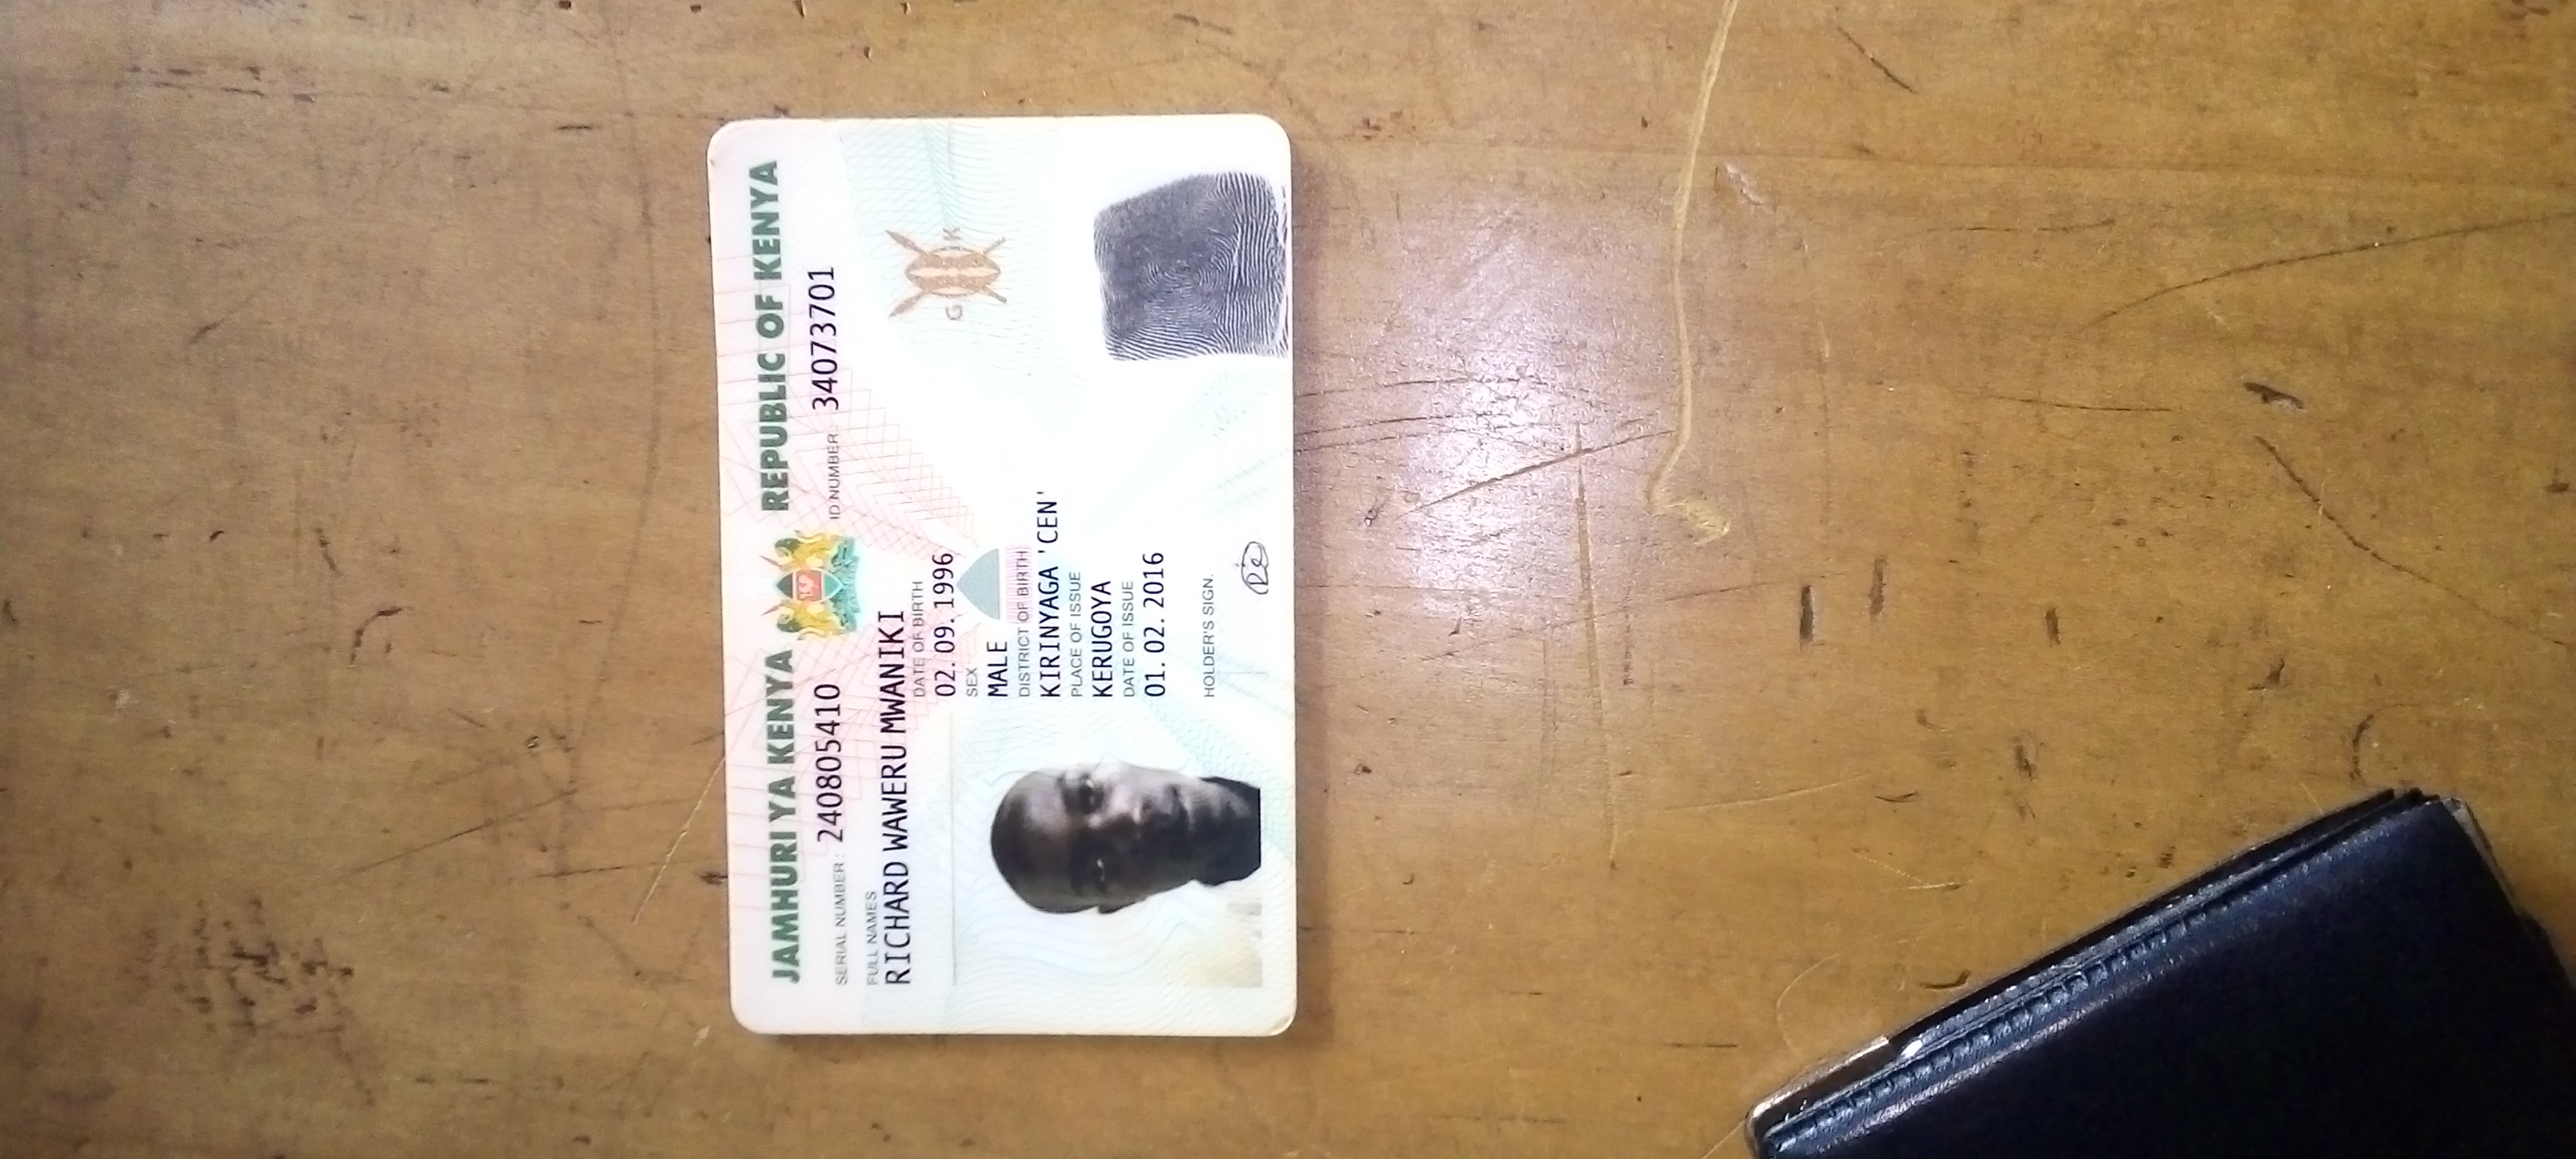 JAMHURI YA KENYA REPUBLIC OF KENYA
SERIAL NUMBER: 240805410 ID NUMBER: 34073701
FULL NAMES
RICHARD WAWERU MWANIKI
DATE OF BIRTH
02. 09. 1996
SEX
MALE
DISTRICT OF BIRTH
KIRINYAGA 'CEN'
PLACE OF ISSUE
KERUGOYA
DATE OF ISSUE
01. 02. 2016
HOLDER'S SIGN.
G K